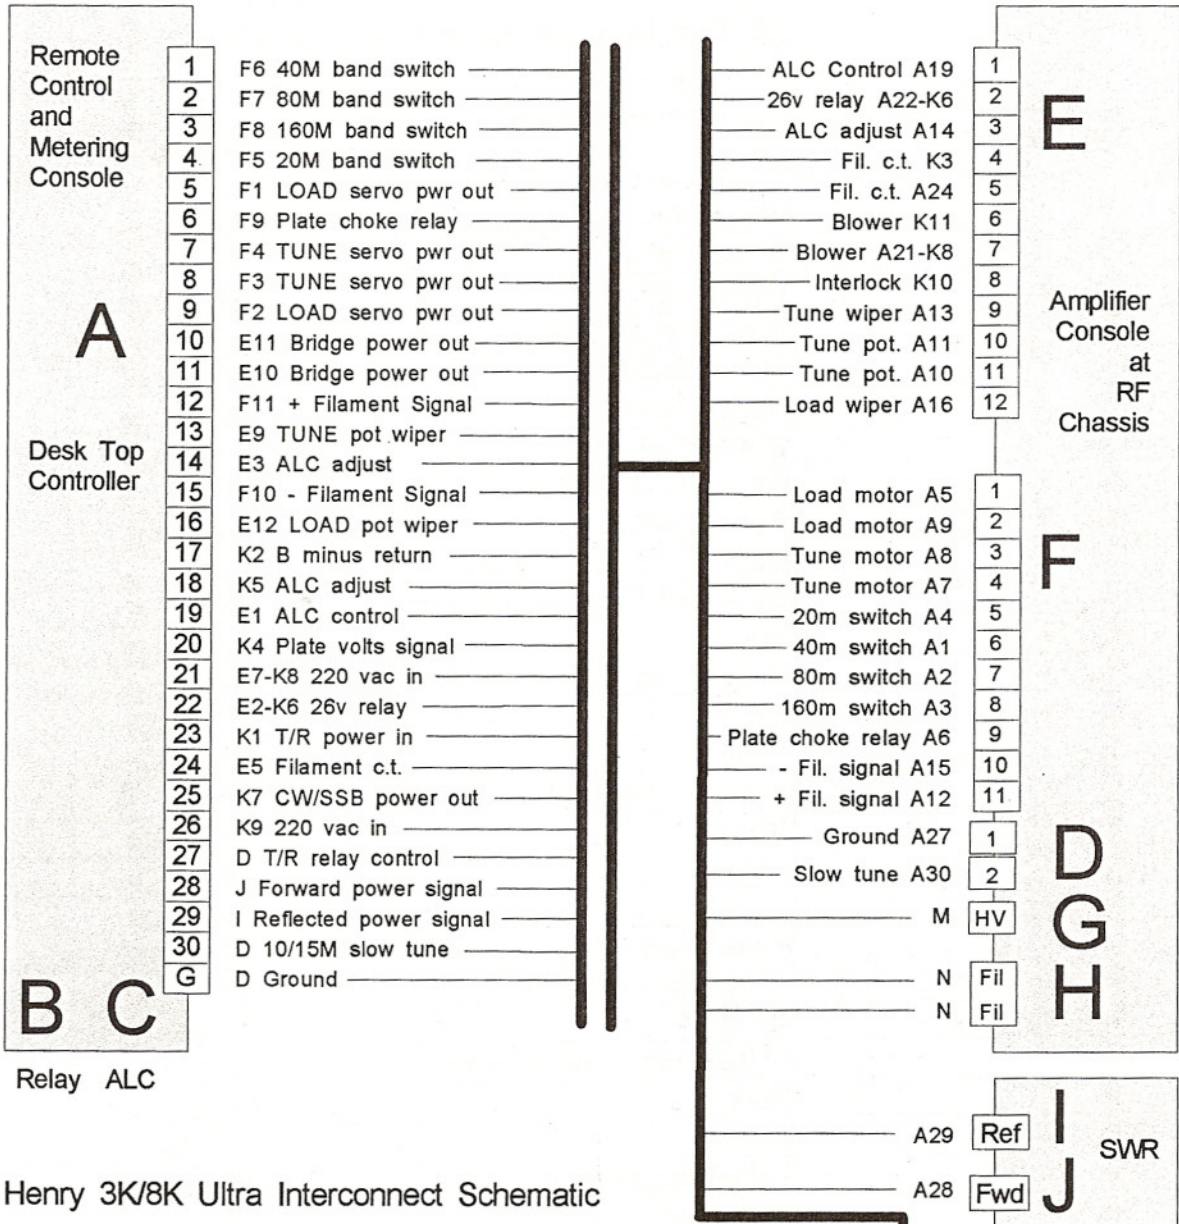 Remote
Control
and
Metering
Console
A
Desk Top
Controller
1 F6 40M band switch
2 F7 80M band switch
3 F8 160M band switch
4 F5 20M band switch
5 F1 LOAD servo pwr out
6 F9 Plate choke relay
7 F4 TUNE servo pwr out
8 F3 TUNE servo pwr out
9 F2 LOAD servo pwr out
10 E11 Bridge power out
11 E10 Bridge power out
12 F11 + Filament Signal
13 E9 TUNE pot wiper
14 E3 ALC adjust
15 F10 - Filament Signal
16 E12 LOAD pot wiper
17 K2 B minus return
18 K5 ALC adjust
19 E1 ALC control
20 K4 Plate volts signal
21 E7-K8 220 vac in
22 E2-K6 26v relay
23 K1 T/R power in
24 E5 Filament c.t.
25 K7 CW/SSB power out
26 K9 220 vac in
27 D T/R relay control
28 J Forward power signal
29 I Reflected power signal
30 D 10/15M slow tune
G D Ground
B C
Relay ALC
ALC Control A19 1
26v relay A22-K6 2
ALC adjust A14 3
Fil. c.t. K3 4
Fil. c.t. A24 5
Blower K11 6
Blower A21-K8 7
Interlock K10 8
Tune wiper A13 9
Tune pot. A11 10
Tune pot. A10 11
Load wiper A16 12
E
Amplifier
Console
at
RF
Chassis
Load motor A5 1
Load motor A9 2
Tune motor A8 3
Tune motor A7 4
20m switch A4 5
40m switch A1 6
80m switch A2 7
160m switch A3 8
Plate choke relay A6 9
- Fil. signal A15 10
+ Fil. signal A12 11
F
Ground A27 1
Slow tune A30 2
D
M HV
G
N Fil
N Fil
H
A29 Ref
I
SWR
A28 Fwd
J
Henry 3K/8K Ultra Interconnect Schematic